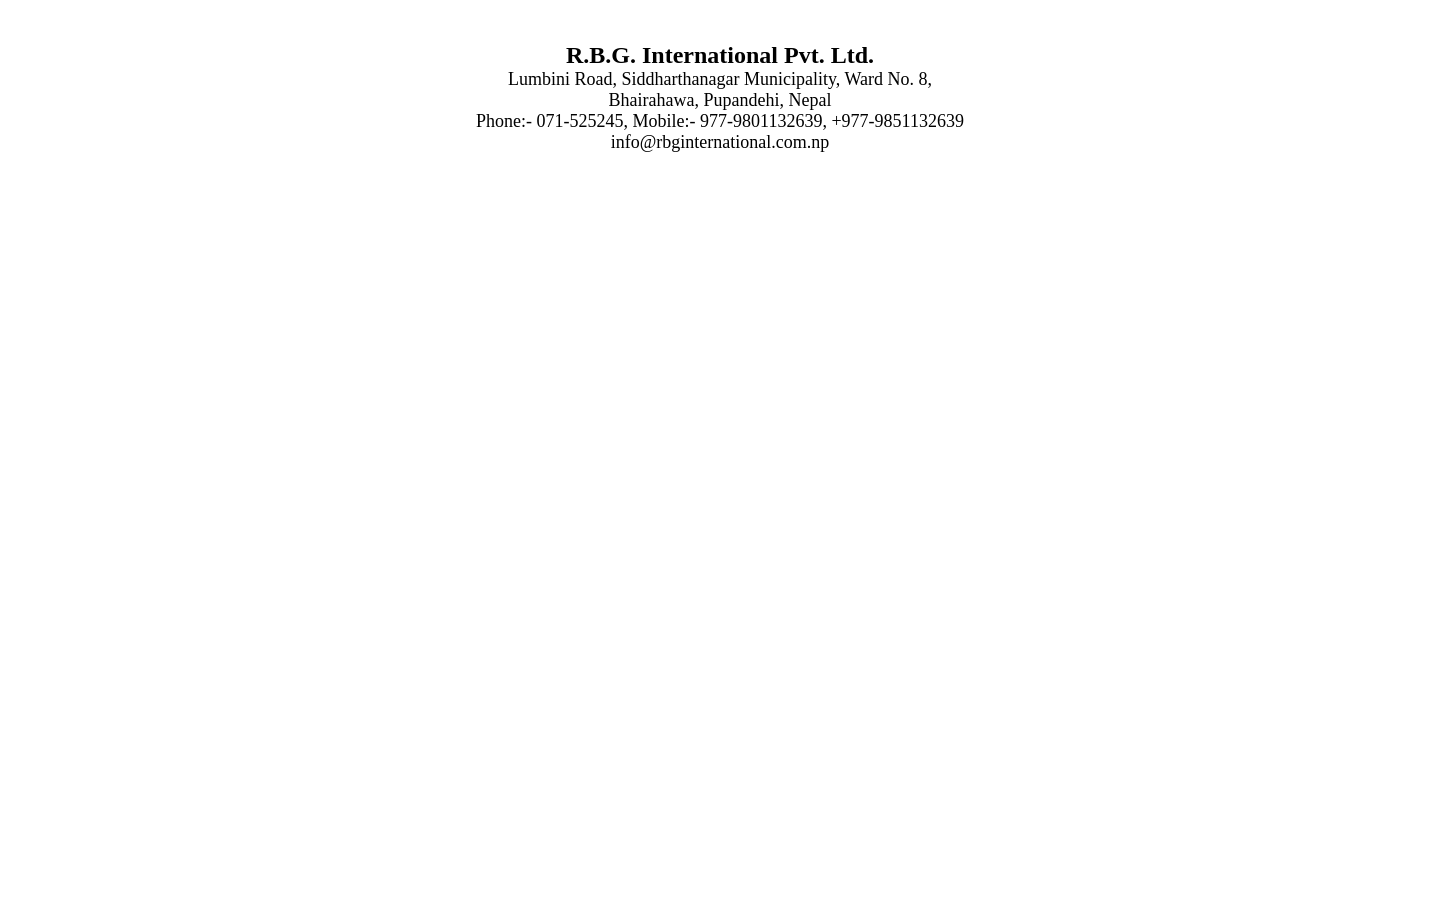 R.B.G. International Pvt. Ltd.
Lumbini Road, Siddharthanagar Municipality, Ward No. 8,
Bhairahawa, Pupandehi, Nepal
Phone:- 071-525245, Mobile:- 977-9801132639, +977-9851132639
info@rbginternational.com.np